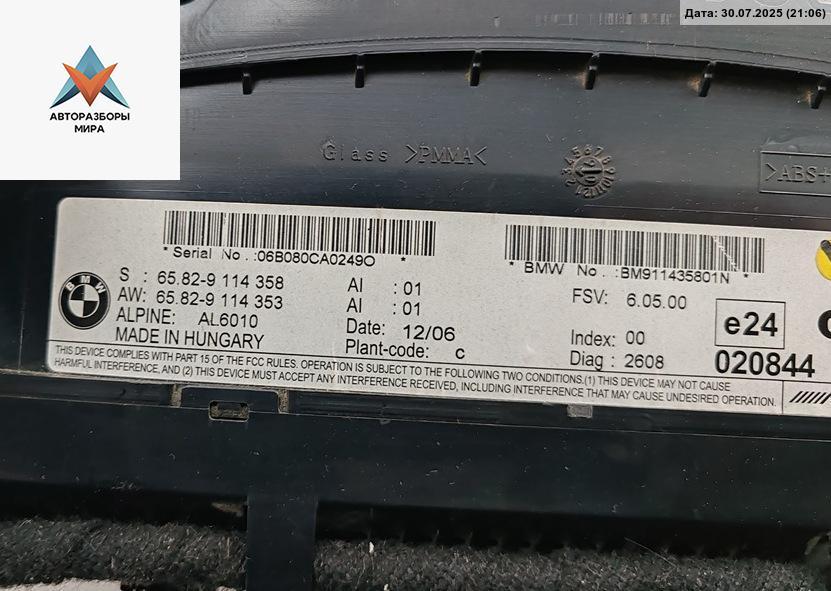 Дата: 30.07.2025 (21:06)
АВТОРАЗБОРЫ
МИРА
Glass >PMMA<
>ABS+
* Serial No.:06B080CA0249O *
* BMW No.:BM911435801N *
BMW
S : 65.82-9 114 358 AI : 01
AW: 65.82-9 114 353 AI : 01
ALPINE: AL6010 Date: 12/06
MADE IN HUNGARY Plant-code: c
FSV: 6.05.00
Index: 00
Diag : 2608
e24
020844
THIS DEVICE COMPLIES WITH PART 15 OF THE FCC RULES. OPERATION IS SUBJECT TO THE FOLLOWING TWO CONDITIONS.(1) THIS DEVICE MAY NOT CAUSE
HARMFUL INTERFERENCE, AND (2) THIS DEVICE MUST ACCEPT ANY INTERFERENCE RECEIVED, INCLUDING INTERFERENCE THAT MAY CAUSE UNDESIRED OPERATION.